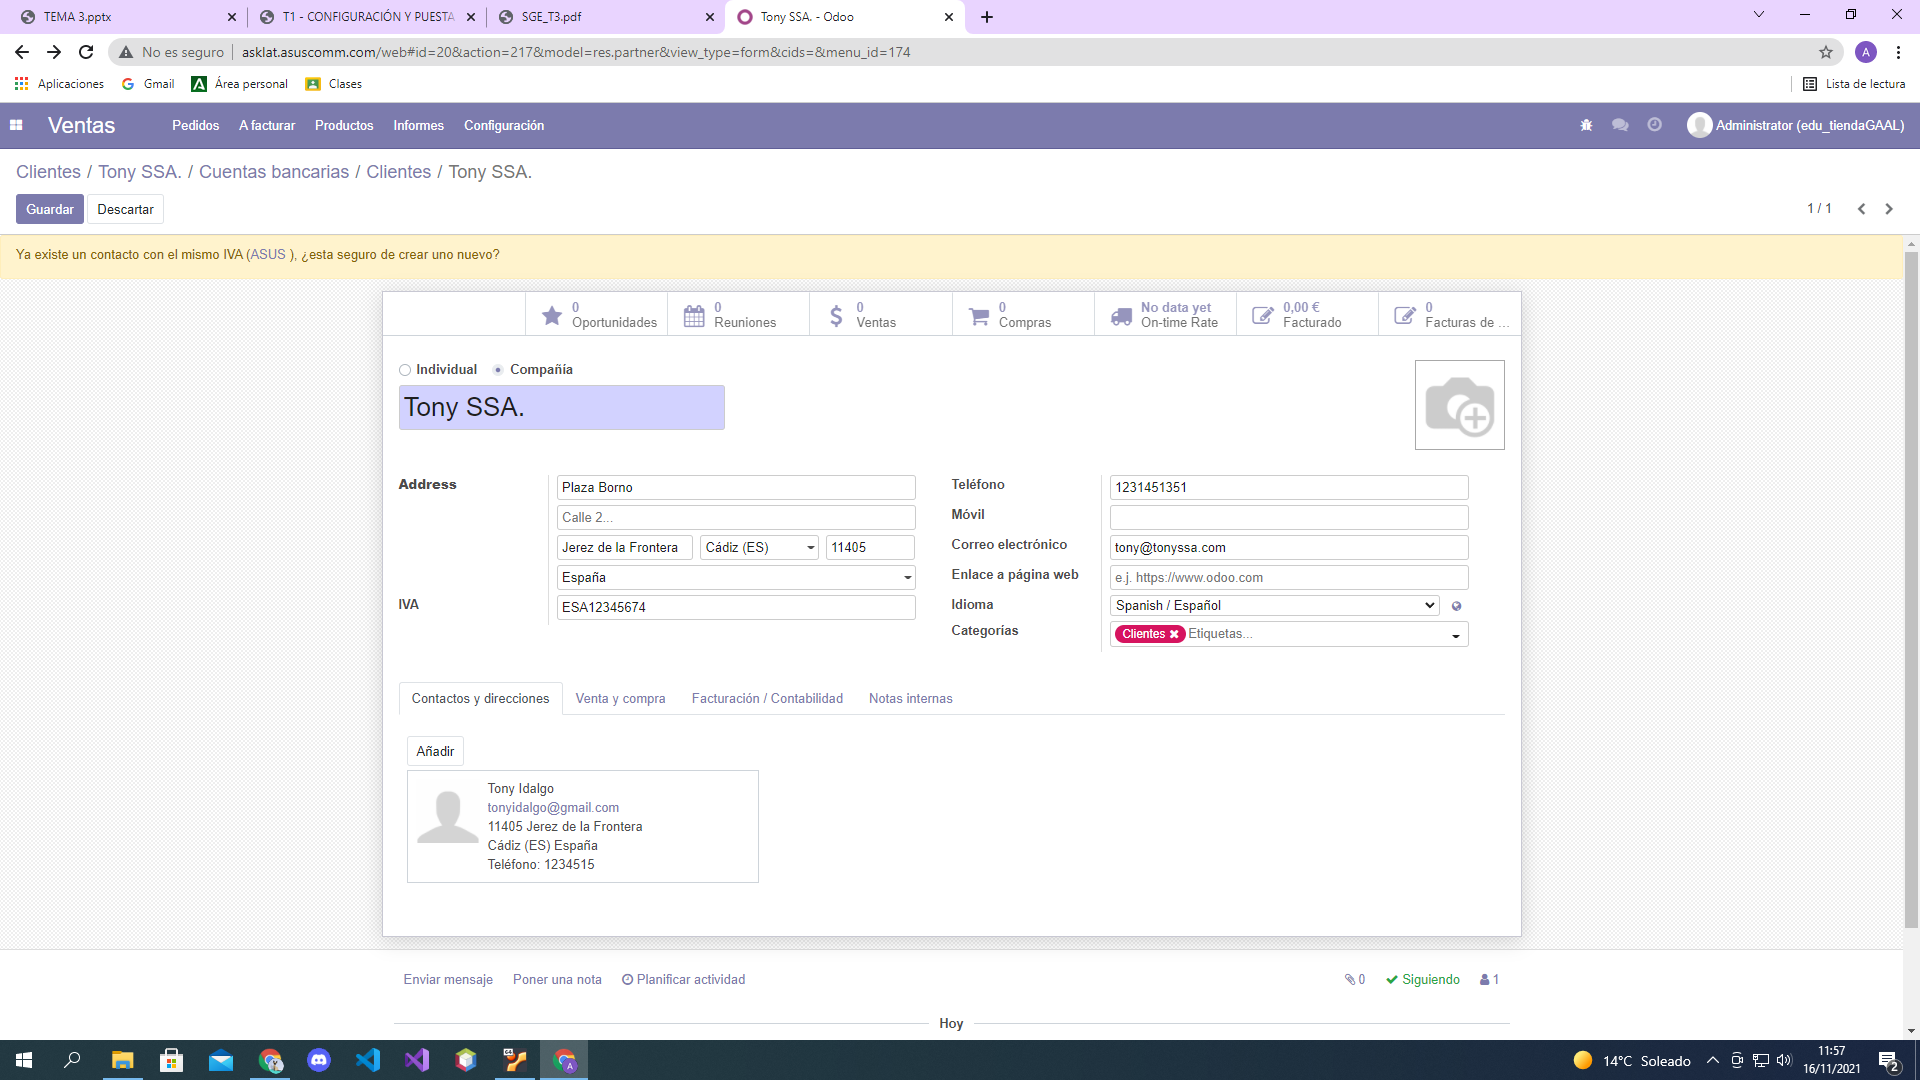 TEMA 3.pptx
T1 - CONFIGURACIÓN Y PUESTA
SGE_T3.pdf
Tony SSA. - Odoo
No es seguro
asklat.asuscomm.com/web#id=20&action=217&model=res.partner&view_type=form&cids=&menu_id=174
A
Aplicaciones
Gmail
Área personal
Clases
Lista de lectura
Ventas
Pedidos
A facturar
Productos
Informes
Configuración
Administrator (edu_tiendaGAAL)
Clientes / Tony SSA. / Cuentas bancarias / Clientes / Tony SSA.
Guardar
Descartar
1 / 1
Ya existe un contacto con el mismo IVA (ASUS ), ¿esta seguro de crear uno nuevo?
0
Oportunidades
0
Reuniones
0
Ventas
0
Compras
No data yet
On-time Rate
0,00 €
Facturado
0
Facturas de ...
Individual
Compañía
Tony SSA.
Address
Plaza Borno
Calle 2...
Jerez de la Frontera
Cádiz (ES)
11405
España
IVA
ESA12345674
Teléfono
1231451351
Móvil
Correo electrónico
tony@tonyssa.com
Enlace a página web
e.j. https://www.odoo.com
Idioma
Spanish / Español
Categorías
Clientes
Etiquetas...
Contactos y direcciones
Venta y compra
Facturación / Contabilidad
Notas internas
Añadir
Tony Idalgo
tonyidalgo@gmail.com
11405 Jerez de la Frontera
Cádiz (ES) España
Teléfono: 1234515
Enviar mensaje
Poner una nota
Planificar actividad
0
Siguiendo
1
Hoy
14°C Soleado
11:57
16/11/2021
2